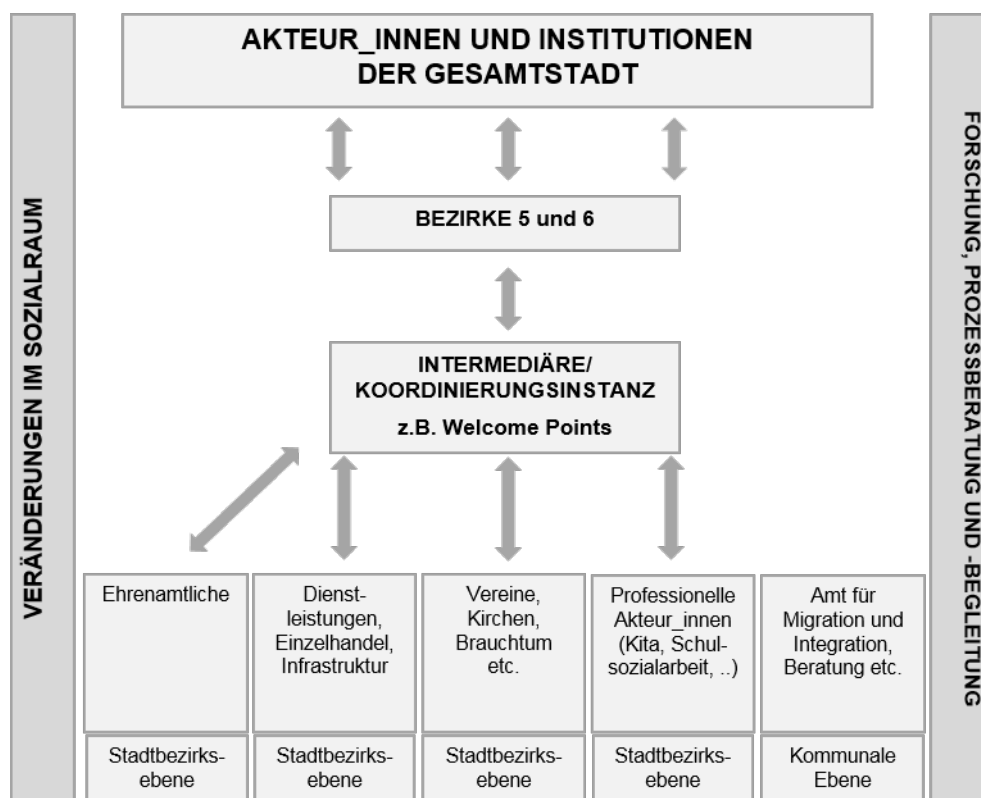 VERÄNDERUNGEN IM SOZIALRAUM
AKTEUR_INNEN UND INSTITUTIONEN
DER GESAMTSTADT
BEZIRKE 5 und 6
INTERMEDIÄRE/
KOORDINIERUNGSINSTANZ
z.B. Welcome Points
Ehrenamtliche
Stadtbezirks-
ebene
Dienst-
leistungen,
Einzelhandel,
Infrastruktur
Stadtbezirks-
ebene
Vereine,
Kirchen,
Brauchtum
etc.
Stadtbezirks-
ebene
Professionelle
Akteur_innen
(Kita, Schul-
sozialarbeit, ..)
Stadtbezirks-
ebene
Amt für
Migration und
Integration,
Beratung etc.
Kommunale
Ebene
FORSCHUNG, PROZESSBERATUNG UND -BEGLEITUNG